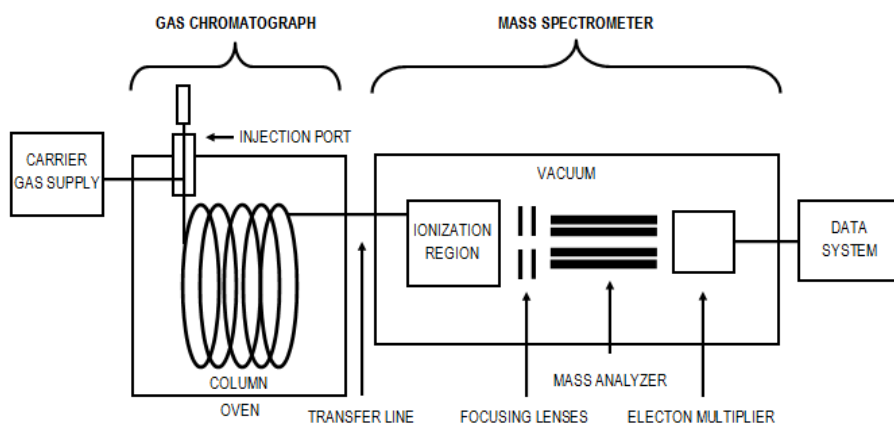 GAS CHROMATOGRAPH
MASS SPECTROMETER
INJECTION PORT
CARRIER
GAS SUPPLY
VACUUM
IONIZATION
REGION
DATA
SYSTEM
COLUMN
OVEN
MASS ANALYZER
TRANSFER LINE
FOCUSING LENSES
ELECTON MULTIPLIER